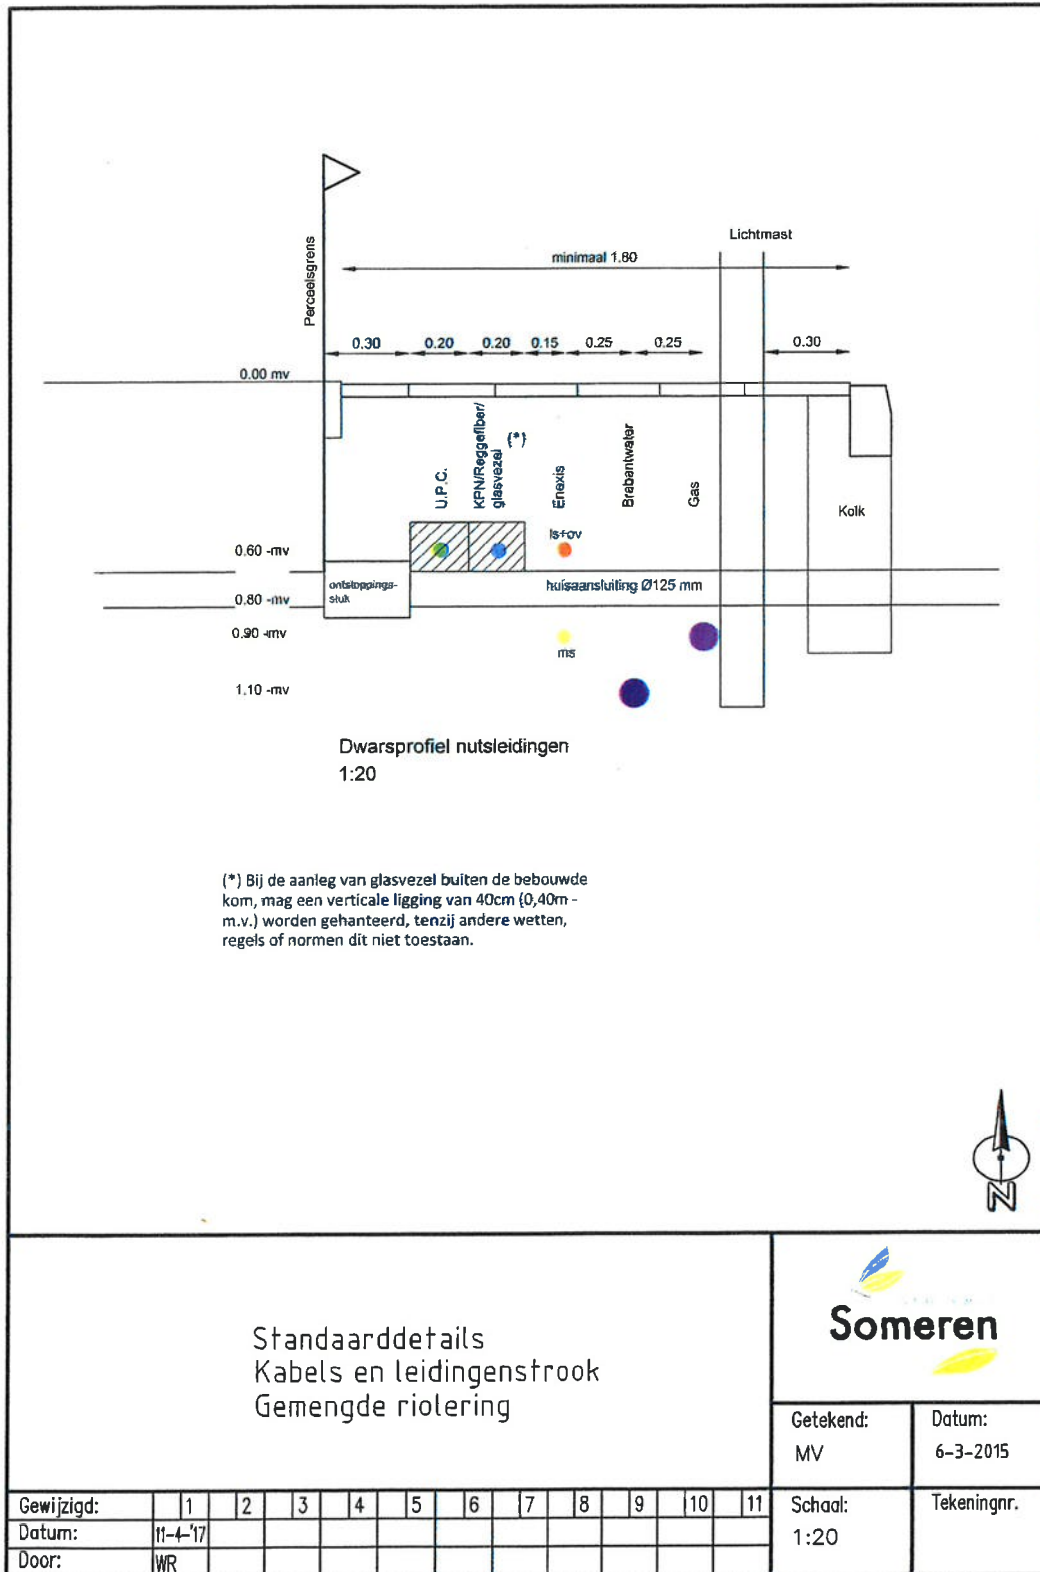 Lichtmast
minimaal 1.80
Perceelsgrens
0.30 0.20 0.20 0.15 0.25 0.25 0.30
0.00 mv
U.P.C.
KPN/Reggefiber/
glasvezel
(*)
Enexis
Brabantwater
Gas
Kolk
ls+ov
0.60 -mv
ontstoppings-
stuk
huisaansluiting Ø125 mm
0.80 -mv
0.90 -mv
ms
1.10 -mv
Dwarsprofiel nutsleidingen
1:20
(*) Bij de aanleg van glasvezel buiten de bebouwde
kom, mag een verticale ligging van 40cm (0,40m -
m.v.) worden gehanteerd, tenzij andere wetten,
regels of normen dit niet toestaan.
N
Standaarddetails
Kabels en leidingenstrook
Gemengde riolering
Someren
Getekend: Datum:
MV 6-3-2015
Gewijzigd: 1 2 3 4 5 6 7 8 9 10 11
Datum: 11-4-'17
Door: WR
Schaal: Tekeningnr.
1:20